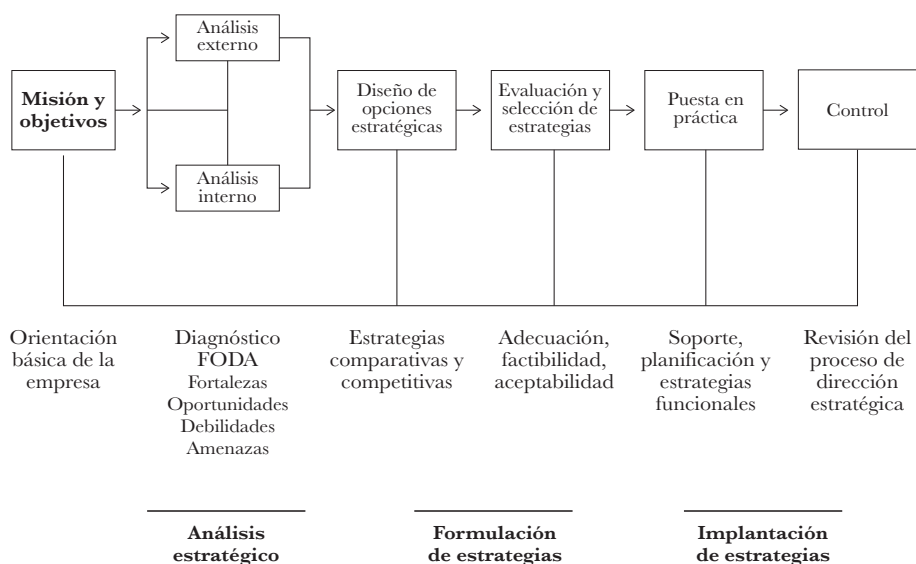 Análisis
externo
Misión y
objetivos
Análisis
interno
Diseño de
opciones
estratégicas
Evaluación y
selección de
estrategias
Puesta en
práctica
Control
Orientación
básica de la
empresa
Diagnóstico
FODA
Fortalezas
Oportunidades
Debilidades
Amenazas
Estrategias
comparativas y
competitivas
Adecuación,
factibilidad,
aceptabilidad
Soporte,
planificación y
estrategias
funcionales
Revisión del
proceso de
dirección
estratégica
Análisis
estratégico
Formulación
de estrategias
Implantación
de estrategias